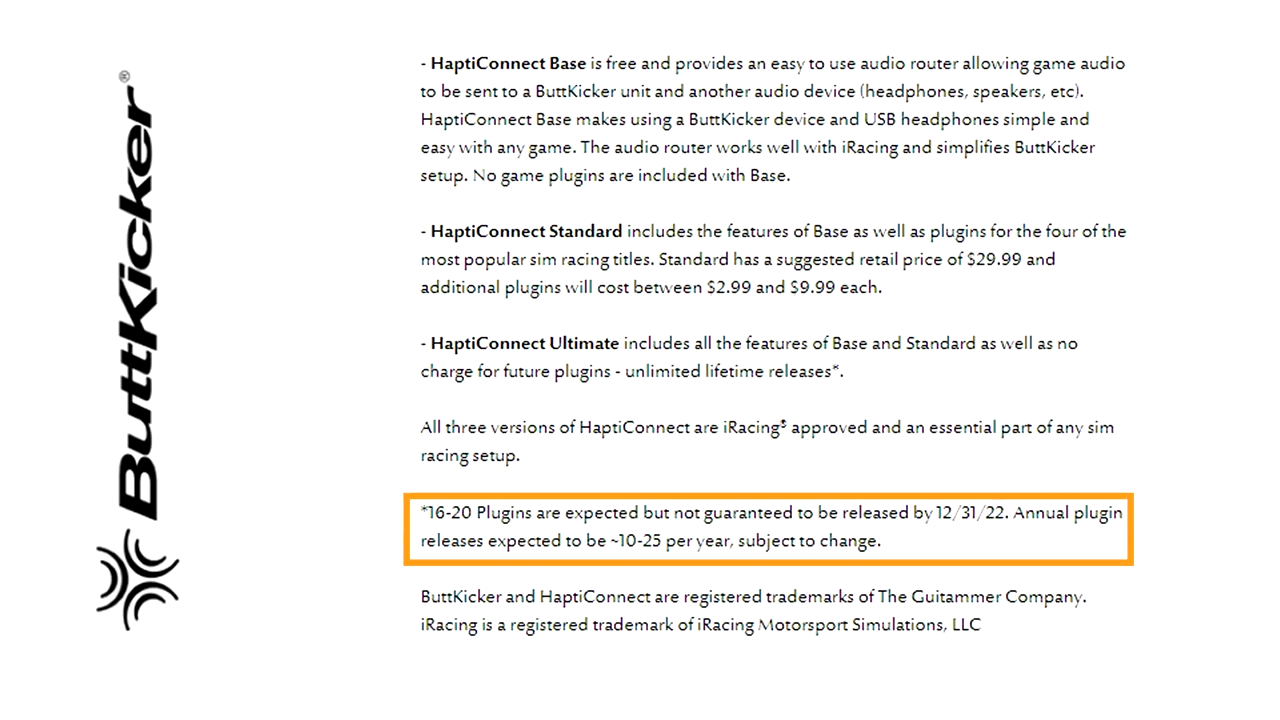 ButtKicker®
- HaptiConnect Base is free and provides an easy to use audio router allowing game audio
to be sent to a ButtKicker unit and another audio device (headphones, speakers, etc).
HaptiConnect Base makes using a ButtKicker device and USB headphones simple and
easy with any game. The audio router works well with iRacing and simplifies ButtKicker
setup. No game plugins are included with Base.
- HaptiConnect Standard includes the features of Base as well as plugins for the four of the
most popular sim racing titles. Standard has a suggested retail price of $29.99 and
additional plugins will cost between $2.99 and $9.99 each.
- HaptiConnect Ultimate includes all the features of Base and Standard as well as no
charge for future plugins - unlimited lifetime releases*.
All three versions of HaptiConnect are iRacing® approved and an essential part of any sim
racing setup.
*16-20 Plugins are expected but not guaranteed to be released by 12/31/22. Annual plugin
releases expected to be ~10-25 per year, subject to change.
ButtKicker and HaptiConnect are registered trademarks of The Guitammer Company.
iRacing is a registered trademark of iRacing Motorsport Simulations, LLC